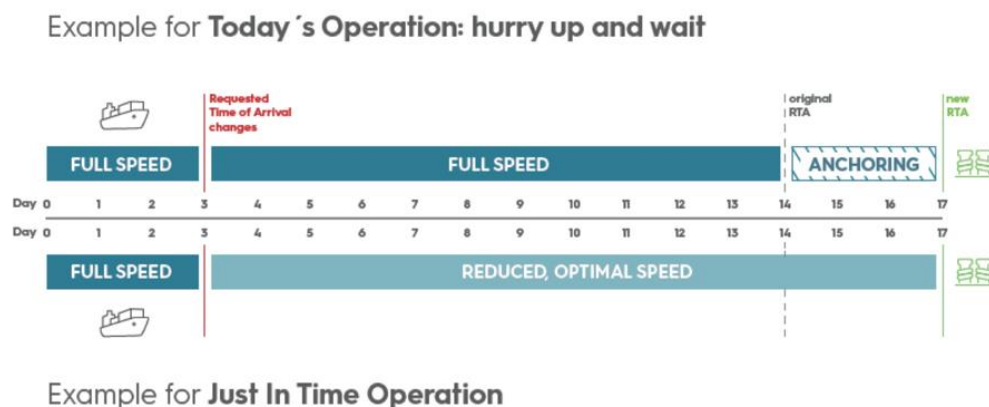 Example for Today´s Operation: hurry up and wait
Requested
Time of Arrival
changes
original
RTA
new
RTA
FULL SPEED FULL SPEED ANCHORING
Day 0 1 2 3 4 5 6 7 8 9 10 11 12 13 14 15 16 17
Day 0 1 2 3 4 5 6 7 8 9 10 11 12 13 14 15 16 17
FULL SPEED REDUCED, OPTIMAL SPEED
Example for Just In Time Operation